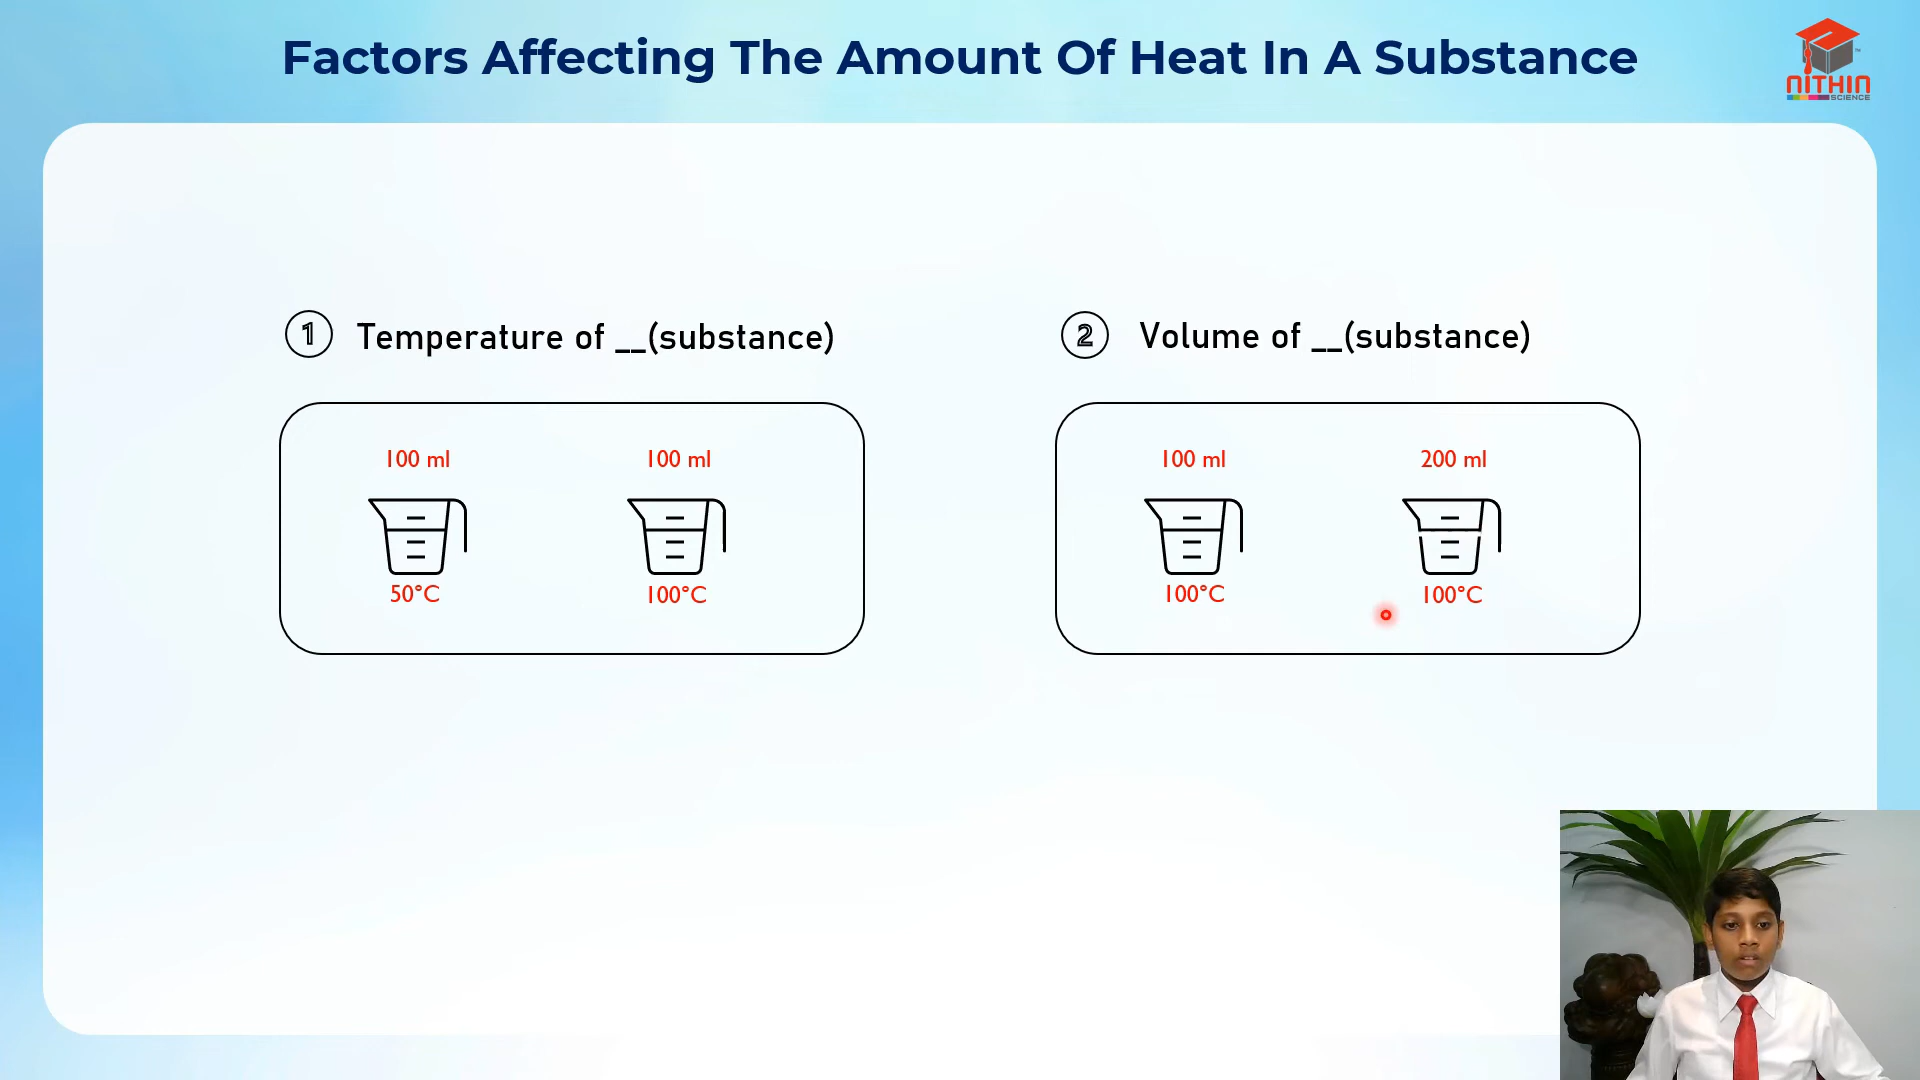 Factors Affecting The Amount Of Heat In A Substance
NITHIN
SCIENCE
1 Temperature of __(substance)
100 ml 100 ml
50°C 100°C
2 Volume of __(substance)
100 ml 200 ml
100°C 100°C